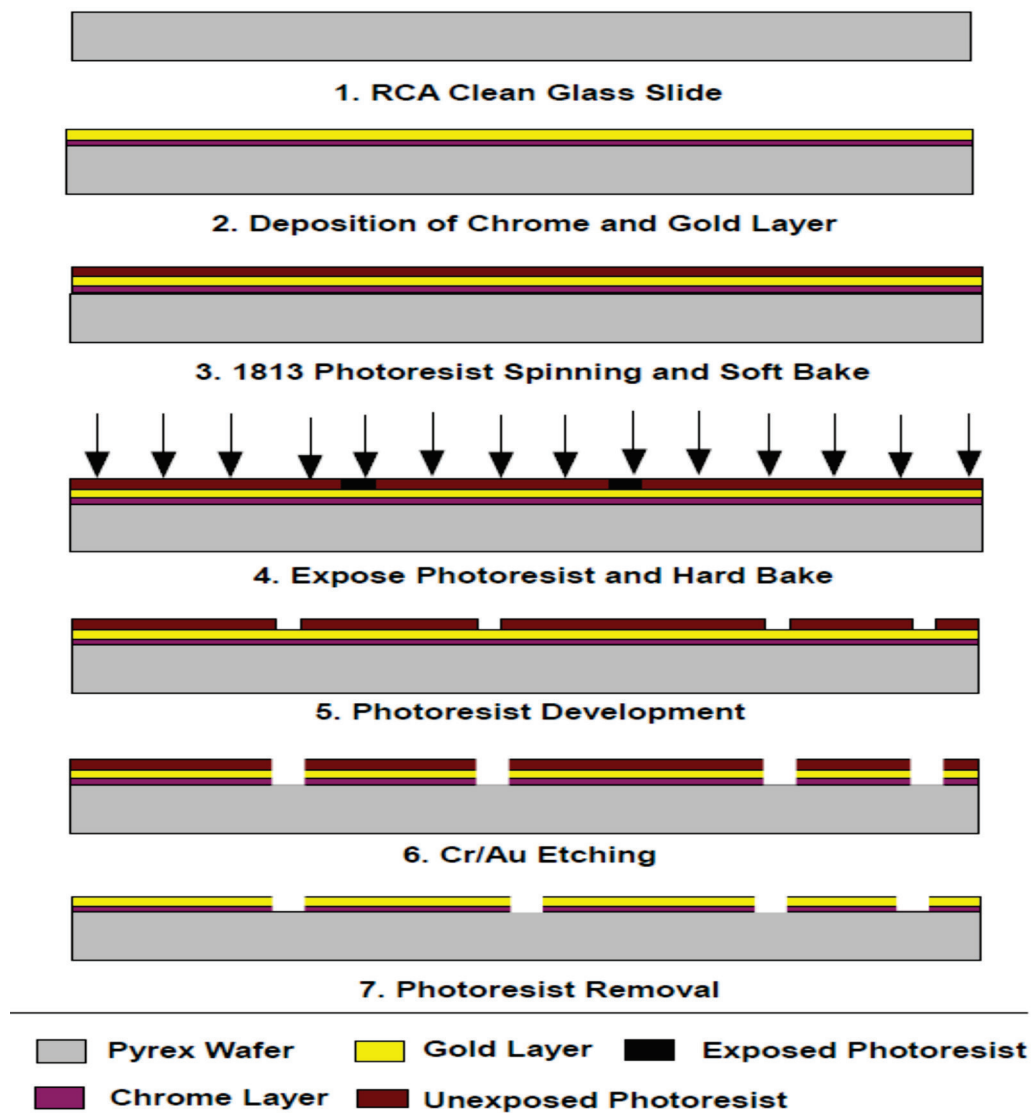 1. RCA Clean Glass Slide
2. Deposition of Chrome and Gold Layer
3. 1813 Photoresist Spinning and Soft Bake
4. Expose Photoresist and Hard Bake
5. Photoresist Development
6. Cr/Au Etching
7. Photoresist Removal
Pyrex Wafer Gold Layer Exposed Photoresist
Chrome Layer Unexposed Photoresist